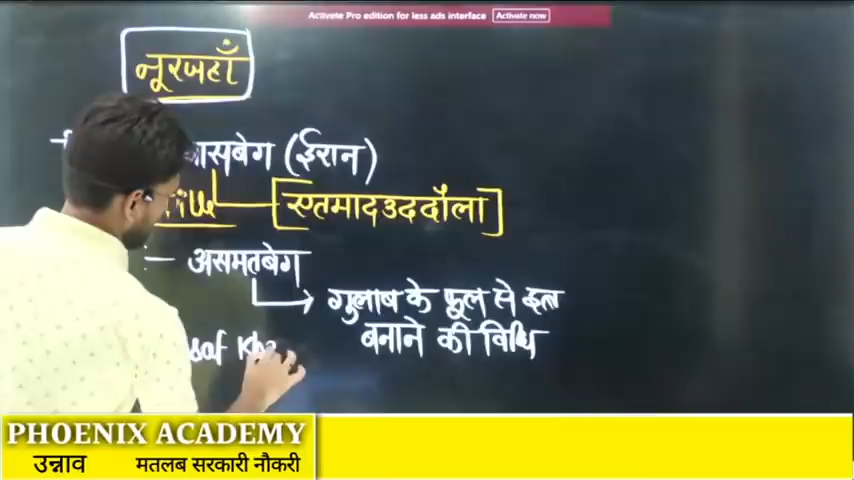 Activate Pro edition for less ads interface Activate now
नूरजहाँ
(ईरान)
[एतमादउददौला]
:- असमतबेग
गुलाब के फूल से इत्र
बनाने की विधि
PHOENIX ACADEMY
उन्नाव मतलब सरकारी नौकरी